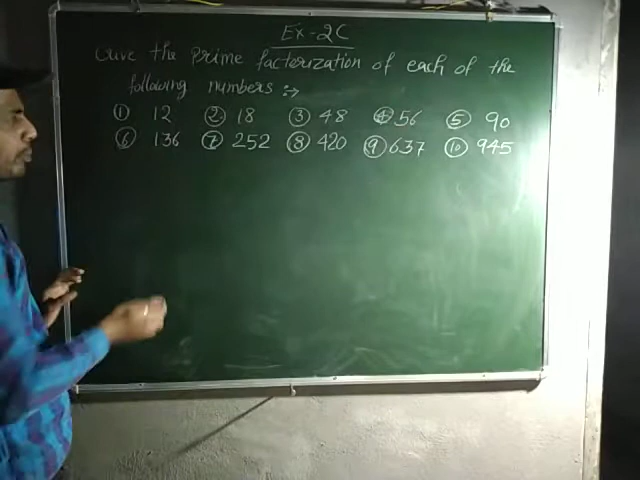 Ex-2C
Give the Prime factorization of each of the
following numbers :→
① 12 ② 18 ③ 48 ④ 56 ⑤ 90
⑥ 136 ⑦ 252 ⑧ 420 ⑨ 637 ⑩ 945